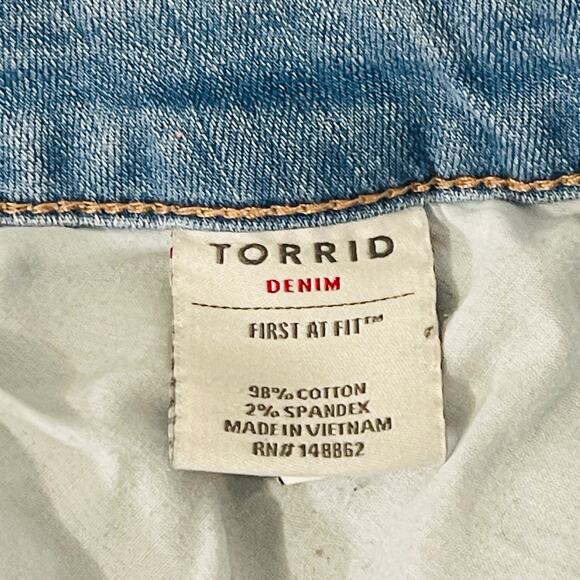 TORRID
DENIM
FIRST AT FIT™
98% COTTON
2% SPANDEX
MADE IN VIETNAM
RN# 148862